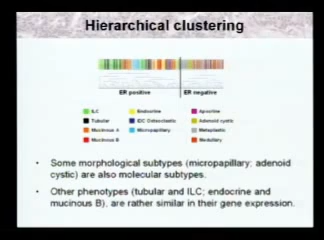 Hierarchical clustering
ER positive ER negative
ILC Endocrine Apocrine
Tubular IDC Osteoclastic Adenoid cystic
Mucinous A Micropapillary Metaplastic
Mucinous B Medullary
• Some morphological subtypes (micropapillary: adenoid
cystic) are also molecular subtypes.
• Other phenotypes (tubular and ILC; endocrine and
mucinous B), are rather similar in their gene expression.